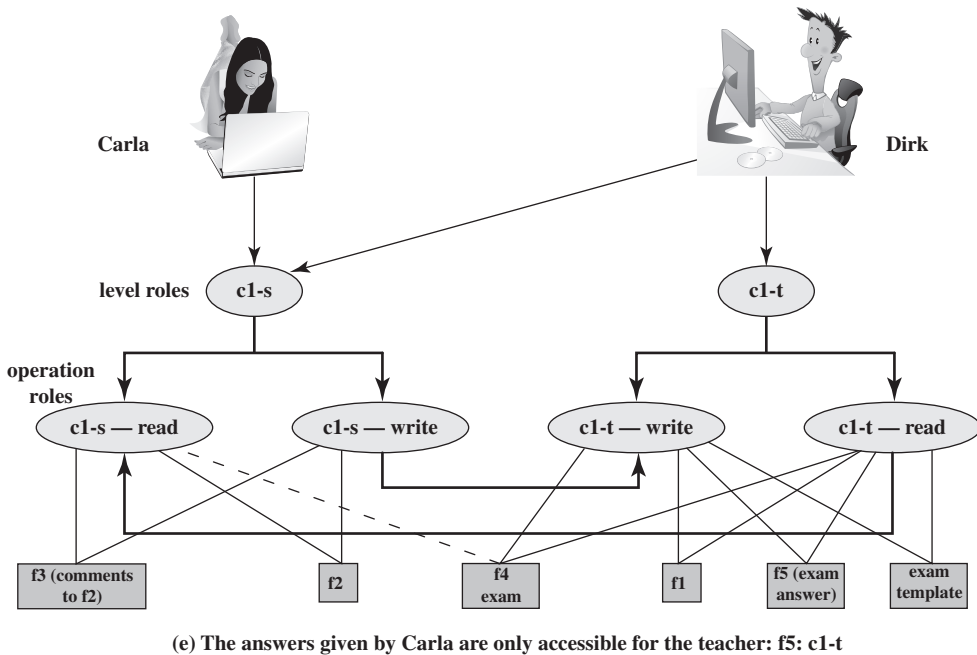 Carla
Dirk
level roles
c1-s
c1-t
operation
roles
c1-s — read
c1-s — write
c1-t — write
c1-t — read
f3 (comments
to f2)
f2
f4
exam
f1
f5 (exam
answer)
exam
template
(e) The answers given by Carla are only accessible for the teacher: f5: c1-t